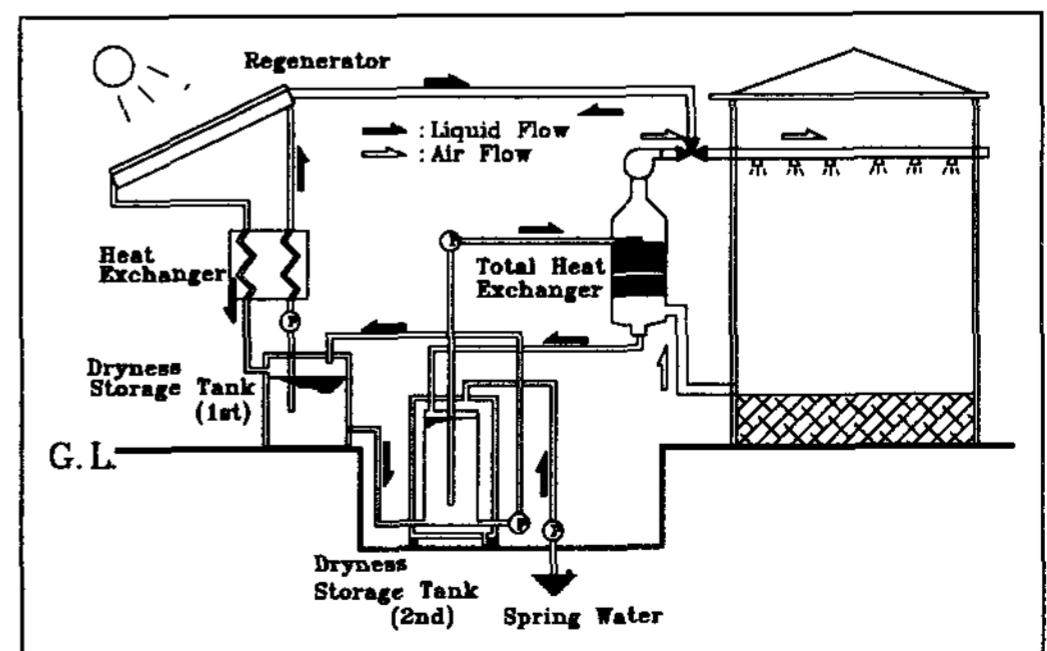 Regenerator
: Liquid Flow
: Air Flow
Heat
Exchanger
P
Total Heat
Exchanger
P
Dryness
Storage Tank
(1st)
G. L.
P
P
Dryness
Storage Tank
(2nd)
Spring Water